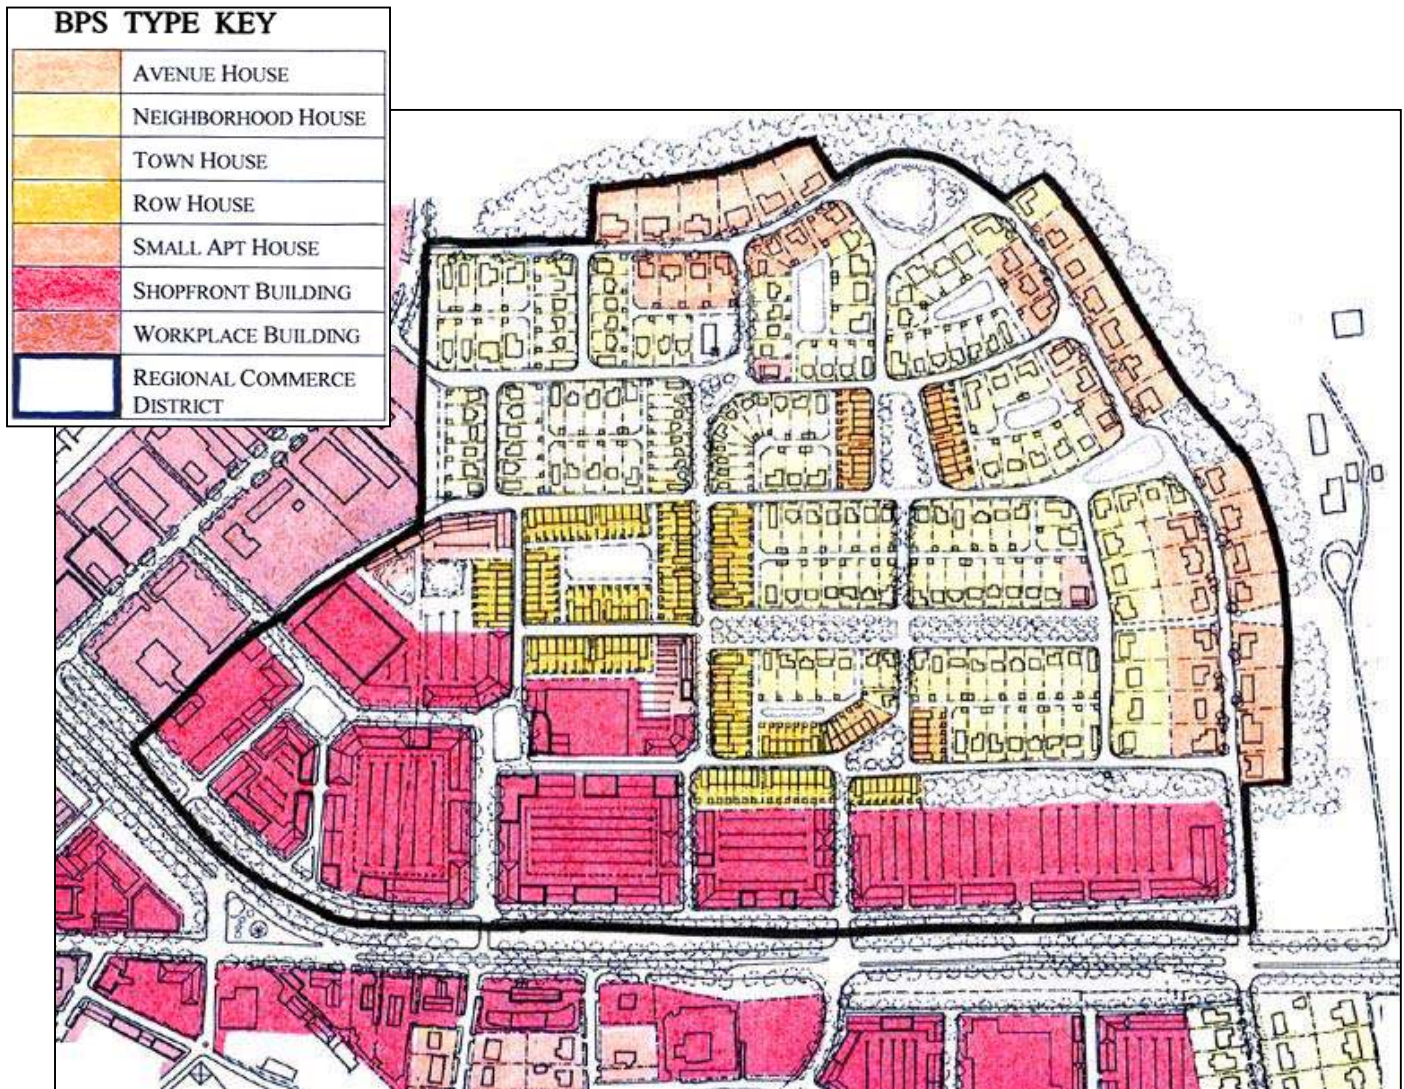 BPS TYPE KEY
AVENUE HOUSE
NEIGHBORHOOD HOUSE
TOWN HOUSE
ROW HOUSE
SMALL APT HOUSE
SHOPFRONT BUILDING
WORKPLACE BUILDING
REGIONAL COMMERCE
DISTRICT